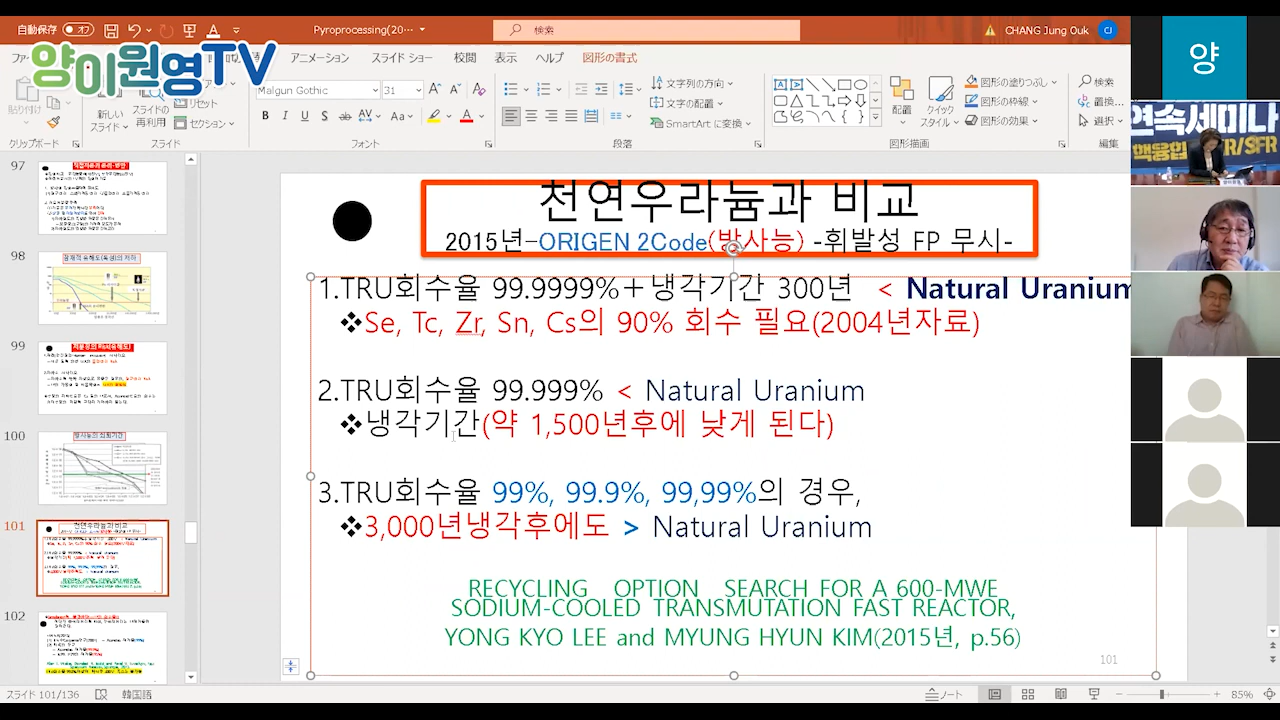 自動保存 オフ
Pyroprocessing(20…
検索
CHANG Jung Ouk CJ
양이원영TV
アニメーション スライド ショー 校閲 表示 ヘルプ 図形の書式
貼り付け
新しい
スライド
スライドの
再利用
リセット
セクション
Malgun Gothic 31
文字列の方向
文字の配置
SmartArt に変換
配置
クイック
スタイル
図形の塗りつぶ…
図形の枠線
図形の効果
検索
置換…
選択
クリップボード スライド フォント 段落 図形描画 編集
97
98
99
100
101
102
천연우라늄과 비교
2015년-ORIGEN 2Code(방사능) -휘발성 FP 무시-
1.TRU회수율 99.9999%+냉각기간 300년 < Natural Uranium
❖Se, Tc, Zr, Sn, Cs의 90% 회수 필요(2004년자료)
2.TRU회수율 99.999% < Natural Uranium
❖냉각기간(약 1,500년후에 낮게 된다)
3.TRU회수율 99%, 99.9%, 99,99%의 경우,
❖3,000년냉각후에도 > Natural Uranium
RECYCLING OPTION SEARCH FOR A 600-MWE
SODIUM-COOLED TRANSMUTATION FAST REACTOR,
YONG KYO LEE and MYUNG HYUN KIM(2015년, p.56)
101
スライド 101/136 韓国語
ノート
85%
양
연속세미나